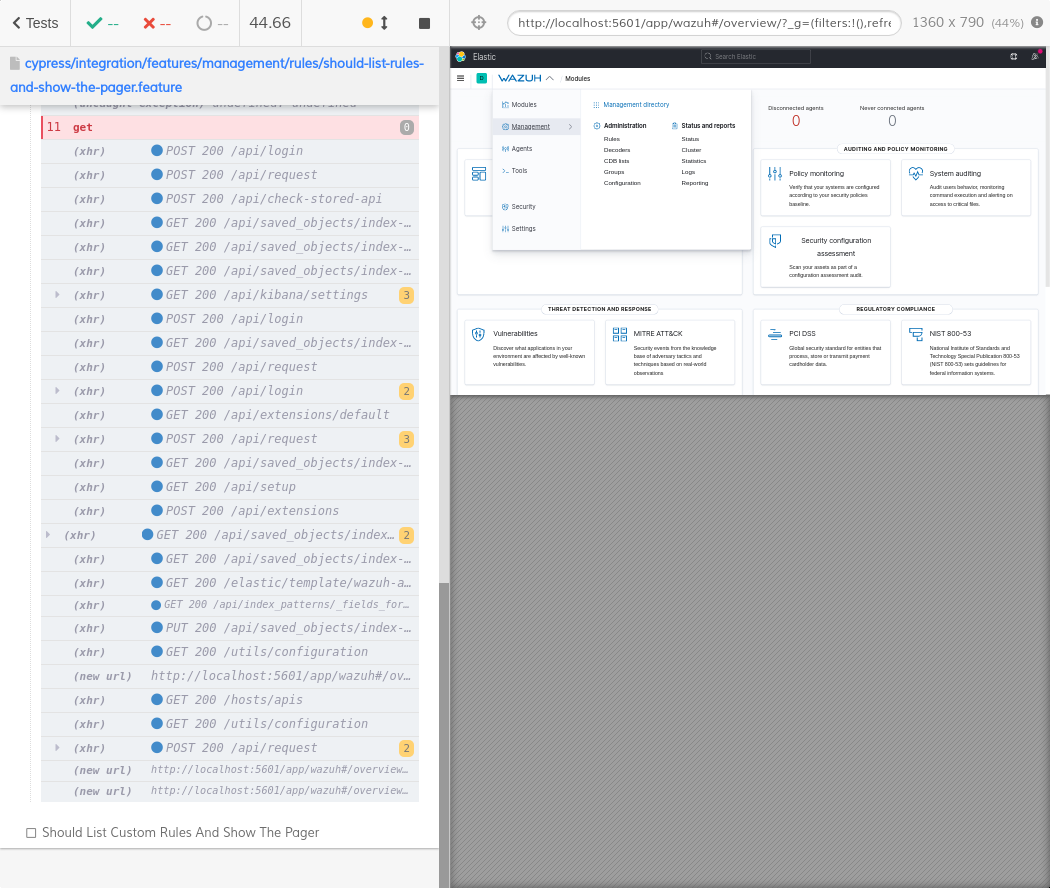 Tests
--
--
--
44.66
http://localhost:5601/app/wazuh#/overview/?_g=(filters:!(),refre
1360 x 790 (44%)
cypress/integration/features/management/rules/should-list-rules-
and-show-the-pager.feature
(uncaught exception) undefined: undefined
11 get 0
(xhr) POST 200 /api/login
(xhr) POST 200 /api/request
(xhr) POST 200 /api/check-stored-api
(xhr) GET 200 /api/saved_objects/index-…
(xhr) GET 200 /api/saved_objects/index-…
(xhr) GET 200 /api/saved_objects/index-…
(xhr) GET 200 /api/kibana/settings 3
(xhr) POST 200 /api/login
(xhr) GET 200 /api/saved_objects/index-…
(xhr) POST 200 /api/request
(xhr) POST 200 /api/login 2
(xhr) GET 200 /api/extensions/default
(xhr) POST 200 /api/request 3
(xhr) GET 200 /api/saved_objects/index-…
(xhr) GET 200 /api/setup
(xhr) POST 200 /api/extensions
(xhr) GET 200 /api/saved_objects/index… 2
(xhr) GET 200 /api/saved_objects/index-…
(xhr) GET 200 /elastic/template/wazuh-a…
(xhr) GET 200 /api/index_patterns/_fields_for…
(xhr) PUT 200 /api/saved_objects/index-…
(xhr) GET 200 /utils/configuration
(new url) http://localhost:5601/app/wazuh#/ov…
(xhr) GET 200 /hosts/apis
(xhr) GET 200 /utils/configuration
(xhr) POST 200 /api/request 2
(new url) http://localhost:5601/app/wazuh#/overview…
(new url) http://localhost:5601/app/wazuh#/overview…
Should List Custom Rules And Show The Pager
Elastic
Search Elastic
D WAZUH Modules
Modules
Management
Agents
Tools
Security
Settings
Management directory
Administration
Rules
Decoders
CDB lists
Groups
Configuration
Status and reports
Status
Cluster
Statistics
Logs
Reporting
Disconnected agents
0
Never connected agents
0
AUDITING AND POLICY MONITORING
Policy monitoring
Verify that your systems are configured
according to your security policies
baseline.
System auditing
Audit users behavior, monitoring
command execution and alerting on
access to critical files.
Security configuration
assessment
Scan your assets as part of a
configuration assessment audit.
THREAT DETECTION AND RESPONSE
Vulnerabilities
Discover what applications in your
environment are affected by well-known
vulnerabilities.
MITRE ATT&CK
Security events from the knowledge
base of adversary tactics and
techniques based on real-world
observations
REGULATORY COMPLIANCE
PCI DSS
Global security standard for entities that
process, store or transmit payment
cardholder data.
NIST 800-53
National Institute of Standards and
Technology Special Publication 800-53
(NIST 800-53) sets guidelines for
federal information systems.